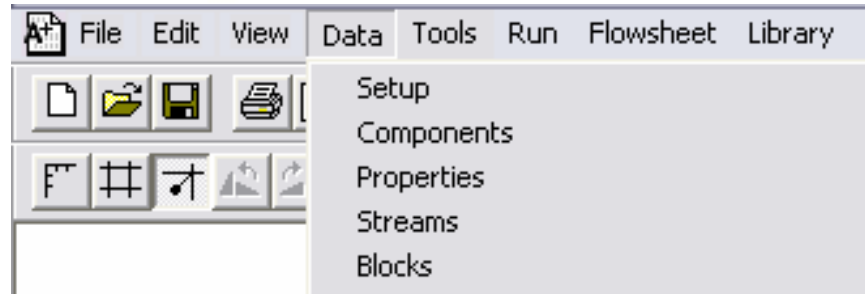 A+ File Edit View Data Tools Run Flowsheet Library
Setup
Components
Properties
Streams
Blocks